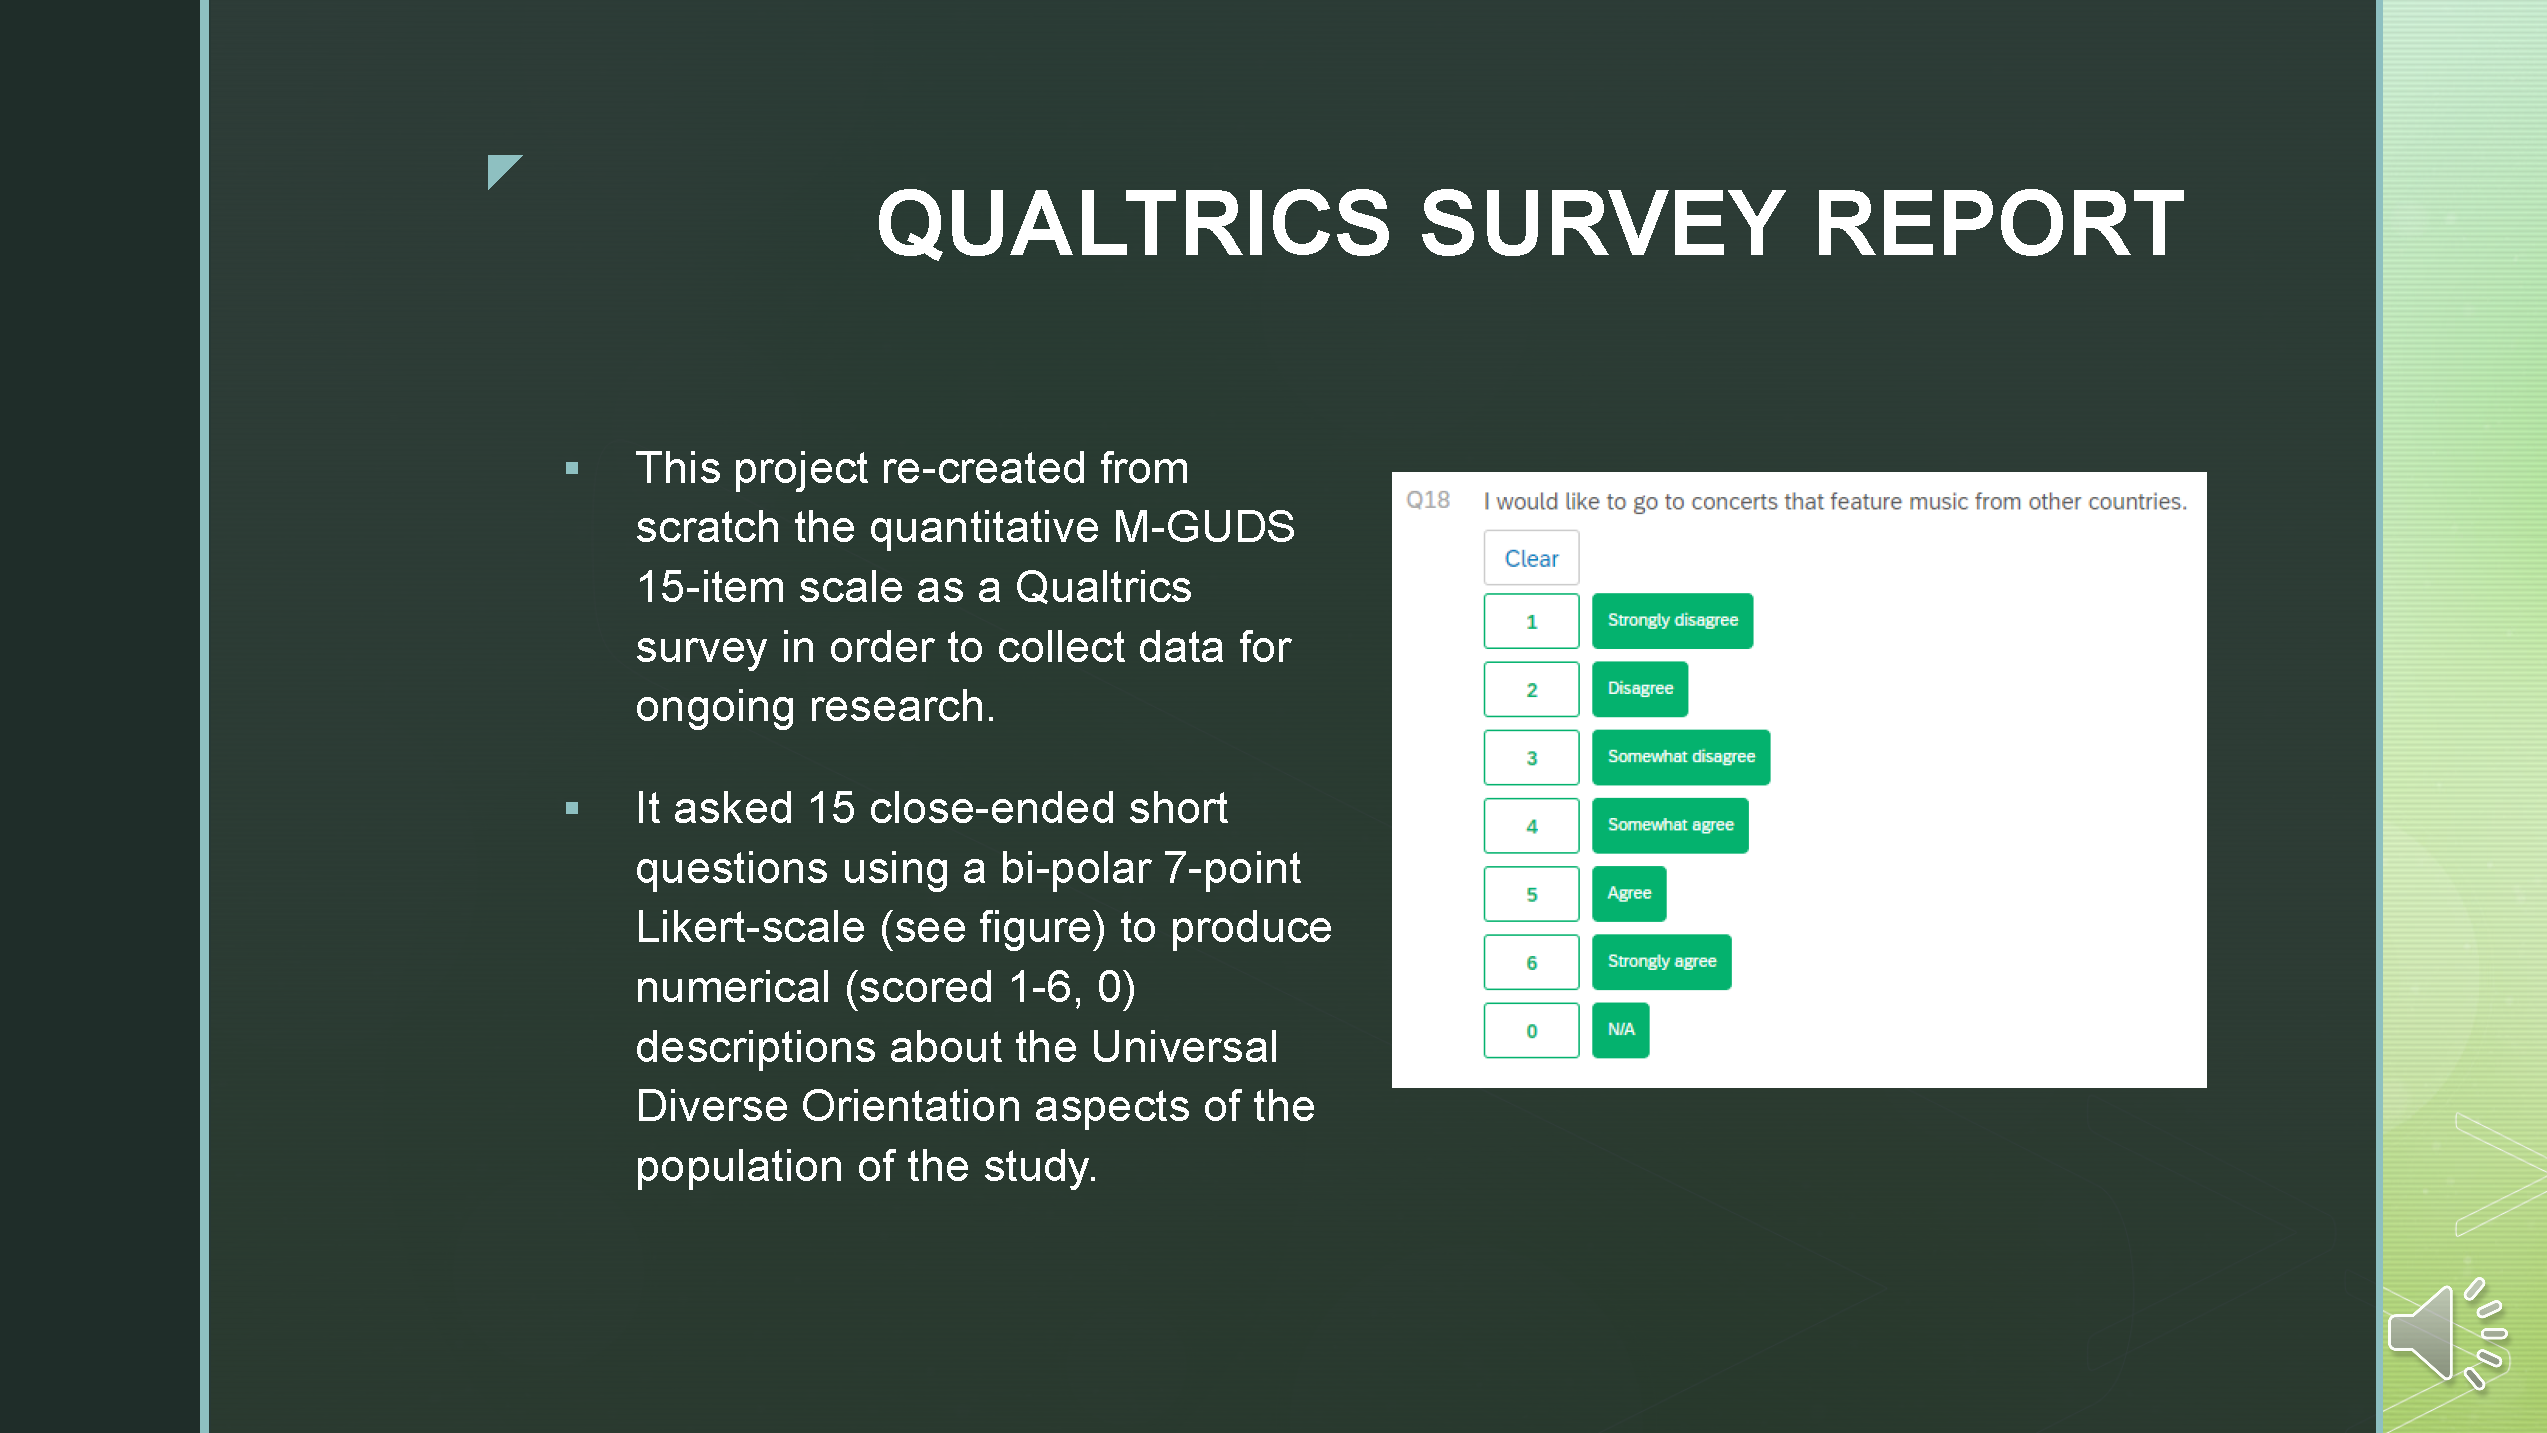 QUALTRICS SURVEY REPORT
▪ This project re-created from
scratch the quantitative M-GUDS
15-item scale as a Qualtrics
survey in order to collect data for
ongoing research.
▪ It asked 15 close-ended short
questions using a bi-polar 7-point
Likert-scale (see figure) to produce
numerical (scored 1-6, 0)
descriptions about the Universal
Diverse Orientation aspects of the
population of the study.
Q18 I would like to go to concerts that feature music from other countries.
Clear
1 Strongly disagree
2 Disagree
3 Somewhat disagree
4 Somewhat agree
5 Agree
6 Strongly agree
0 N/A